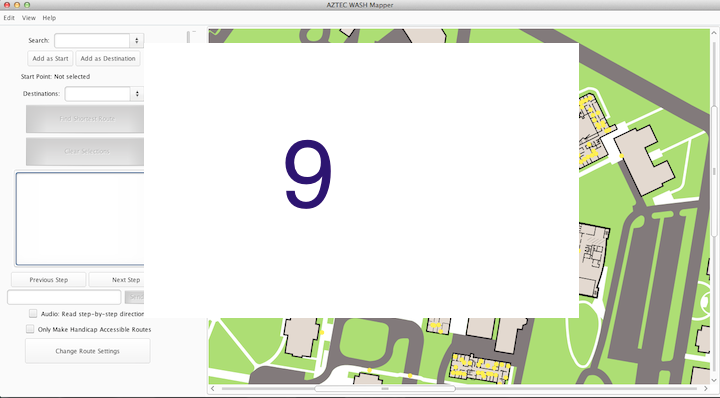 AZTEC WASH Mapper
Edit View Help
Search:
Add as Start Add as Destination
Start Point: Not selected
Destinations:
Find Shortest Route
Clear Selections
9
Previous Step Next Step
Audio: Read step-by-step direction
Only Make Handicap Accessible Routes
Change Route Settings